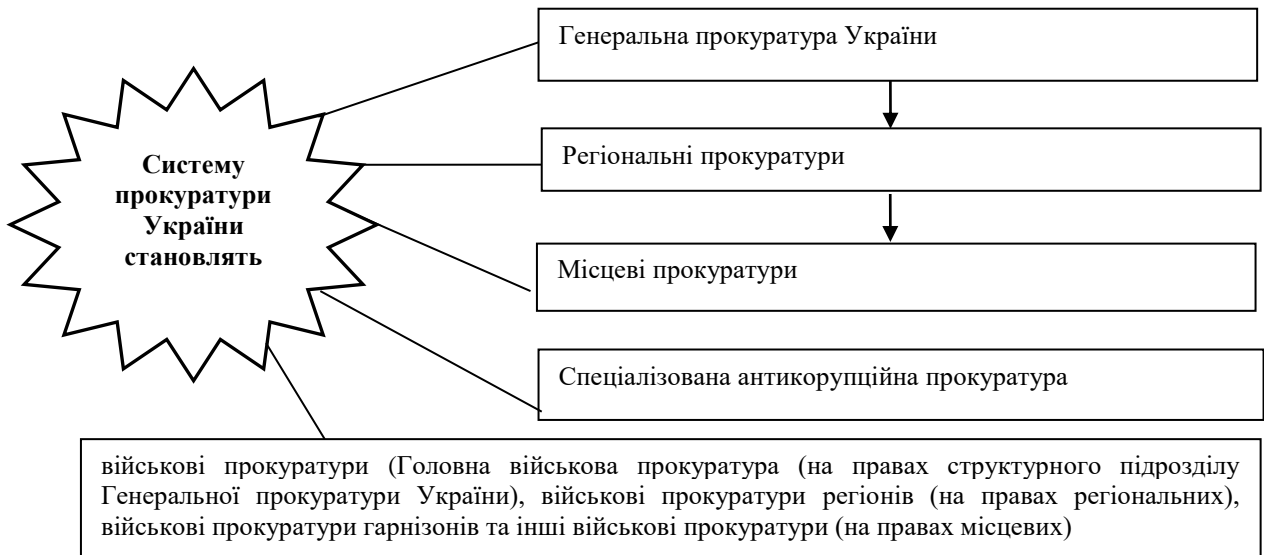 Генеральна прокуратура України
Регіональні прокуратури
Систему
прокуратури
України
становлять
Місцеві прокуратури
Спеціалізована антикорупційна прокуратура
військові прокуратури (Головна військова прокуратура (на правах структурного підрозділу
Генеральної прокуратури України), військові прокуратури регіонів (на правах регіональних),
військові прокуратури гарнізонів та інші військові прокуратури (на правах місцевих)